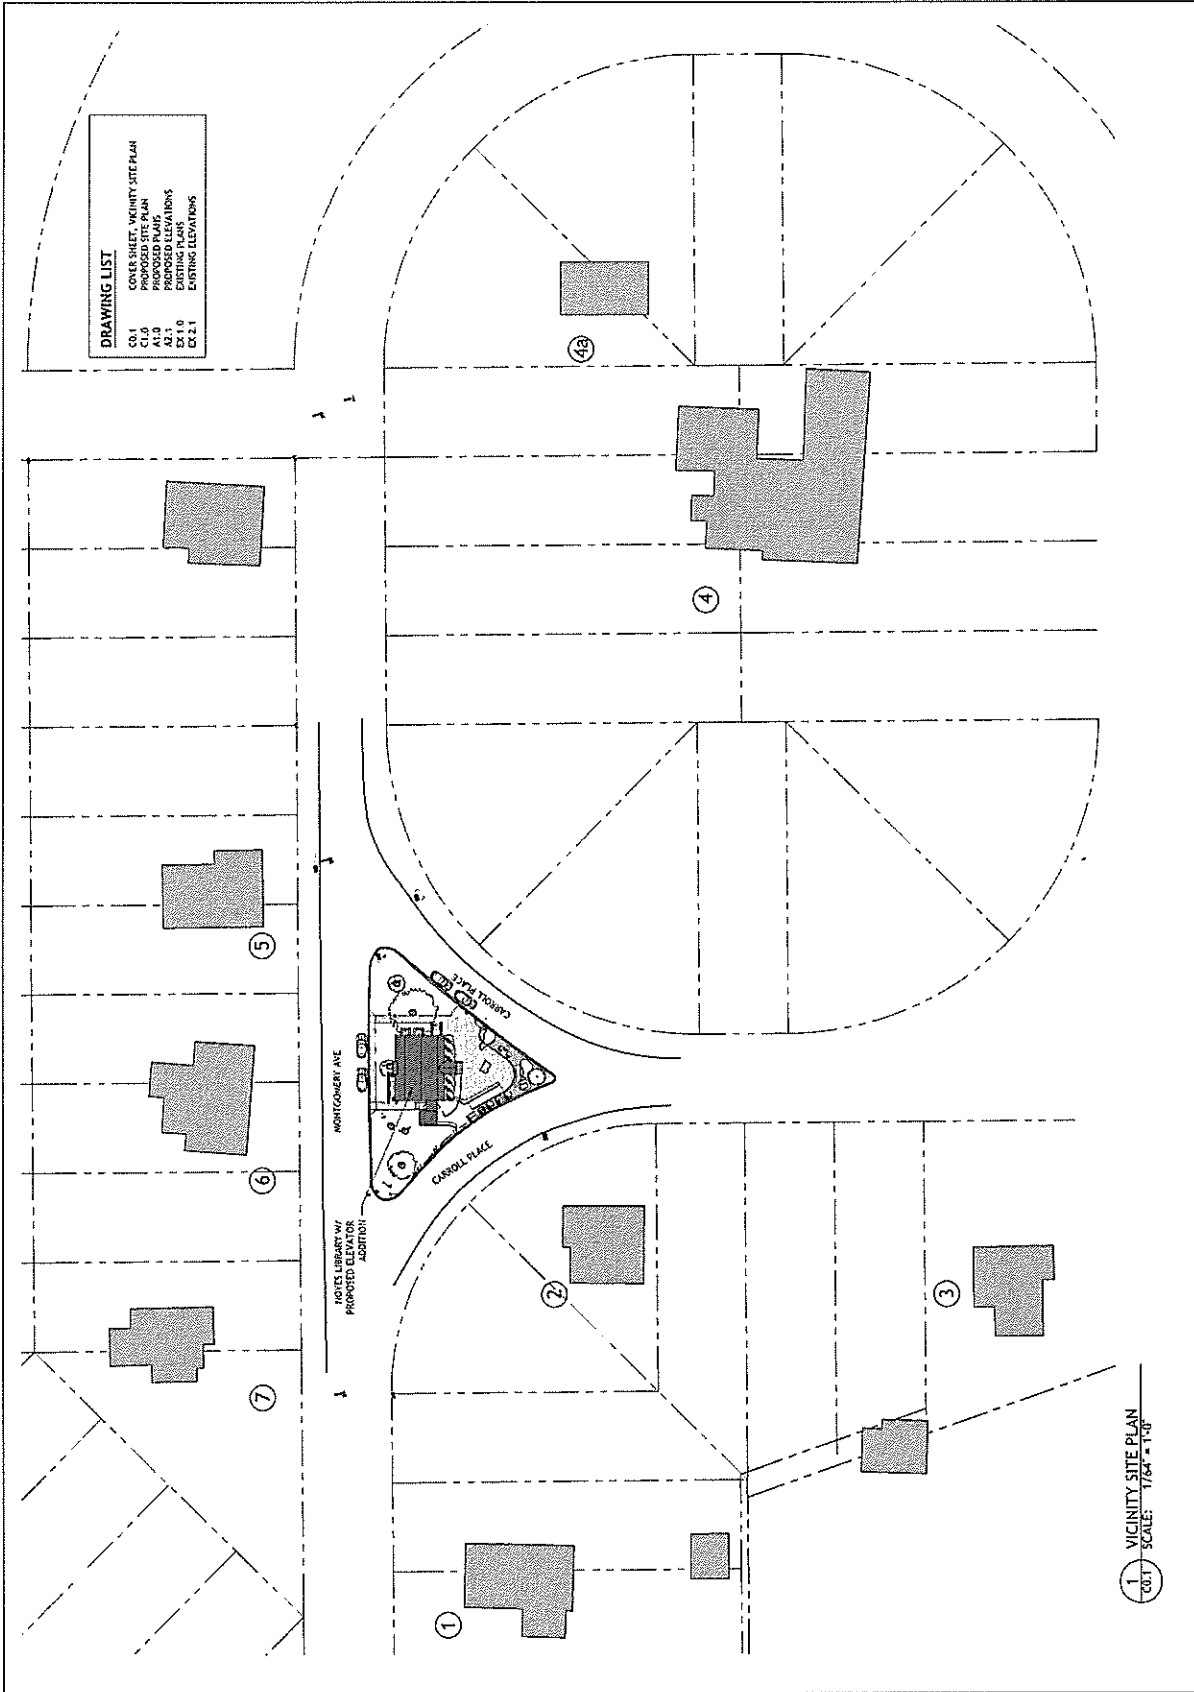 DRAWING LIST
C0.1 COVER SHEET, VICINITY SITE PLAN
C1.0 PROPOSED SITE PLAN
A1.0 PROPOSED PLANS
A2.1 PROPOSED ELEVATIONS
EX 1.0 EXISTING PLANS
EX 2.1 EXISTING ELEVATIONS
4a
4
5
6
7
MONTGOMERY AVE
CARROLL PLACE
CARROLL PLACE
NOYES LIBRARY W/
PROPOSED ELEVATOR
ADDITION
2
3
1
1
C0.1
VICINITY SITE PLAN
SCALE: 1/64" = 1'-0"